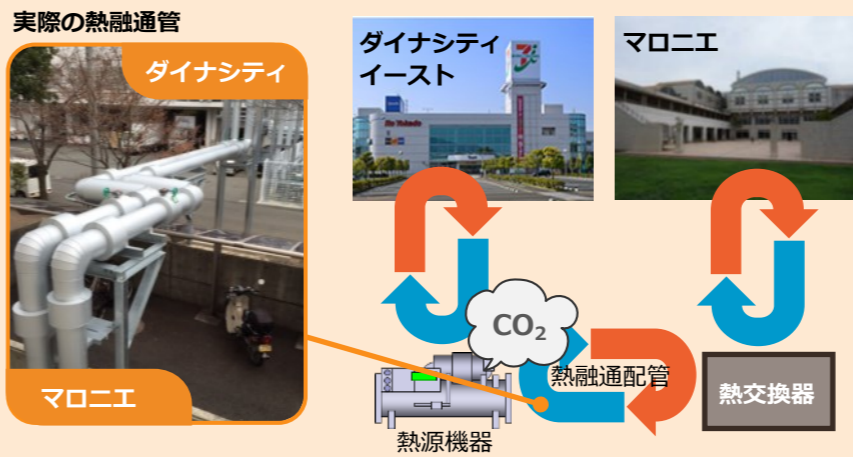 実際の熱融通管
ダイナシティ
マロニエ
ダイナシティ
イースト
マロニエ
CO₂
熱融通配管
熱源機器
熱交換器